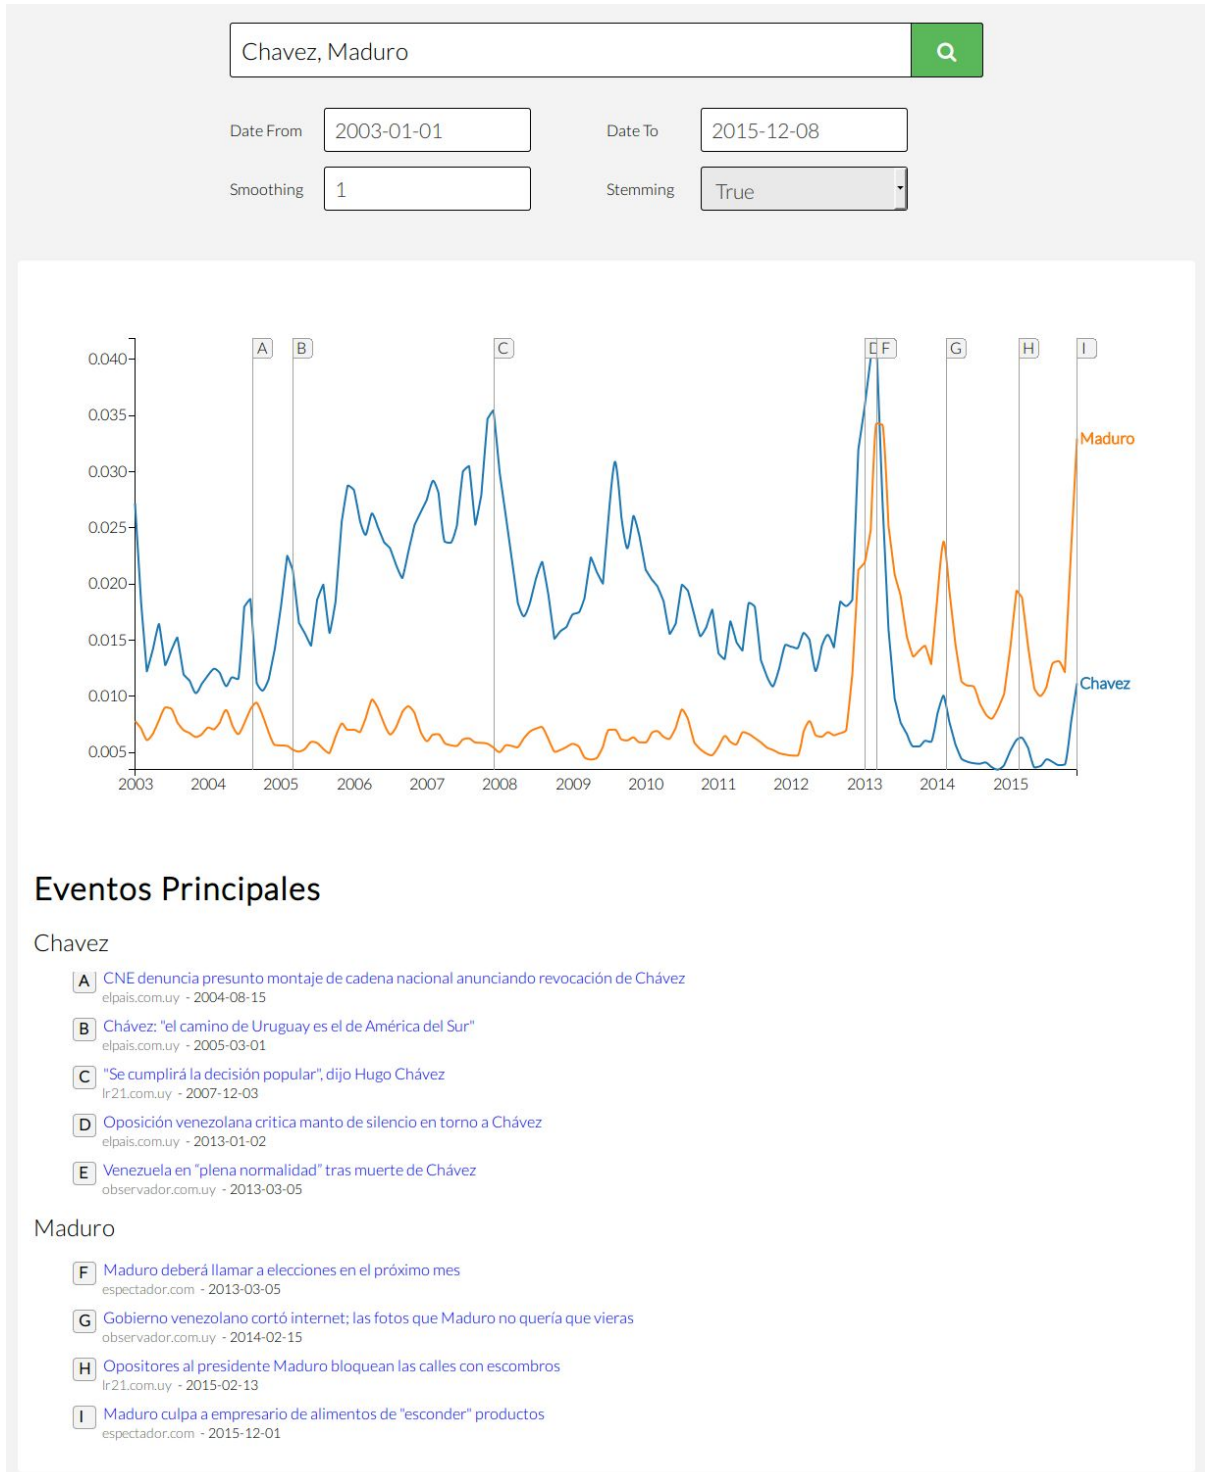 Chavez, Maduro
Date From 2003-01-01 Date To 2015-12-08
Smoothing 1 Stemming True
A B C D F G H I
0.040
0.035
0.030
0.025
0.020
0.015
0.010
0.005
Maduro
Chavez
2003 2004 2005 2006 2007 2008 2009 2010 2011 2012 2013 2014 2015
Eventos Principales
Chavez
A CNE denuncia presunto montaje de cadena nacional anunciando revocación de Chávez
elpais.com.uy - 2004-08-15
B Chávez: "el camino de Uruguay es el de América del Sur"
elpais.com.uy - 2005-03-01
C "Se cumplirá la decisión popular", dijo Hugo Chávez
lr21.com.uy - 2007-12-03
D Oposición venezolana critica manto de silencio en torno a Chávez
elpais.com.uy - 2013-01-02
E Venezuela en “plena normalidad” tras muerte de Chávez
observador.com.uy - 2013-03-05
Maduro
F Maduro deberá llamar a elecciones en el próximo mes
espectador.com - 2013-03-05
G Gobierno venezolano cortó internet; las fotos que Maduro no quería que vieras
observador.com.uy - 2014-02-15
H Opositores al presidente Maduro bloquean las calles con escombros
lr21.com.uy - 2015-02-13
I Maduro culpa a empresario de alimentos de "esconder" productos
espectador.com - 2015-12-01